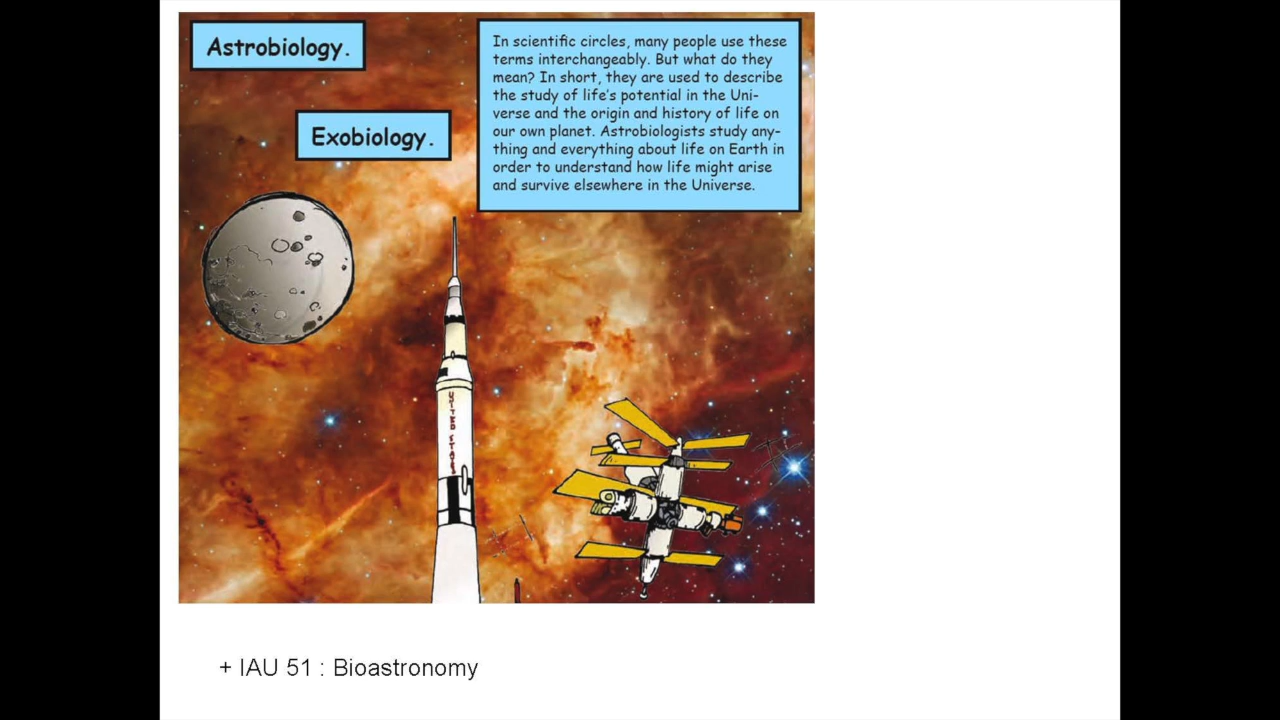 Astrobiology.
Exobiology.
In scientific circles, many people use these
terms interchangeably. But what do they
mean? In short, they are used to describe
the study of life's potential in the Uni-
verse and the origin and history of life on
our own planet. Astrobiologists study any-
thing and everything about life on Earth in
order to understand how life might arise
and survive elsewhere in the Universe.
UNITED STATES
+ IAU 51 : Bioastronomy